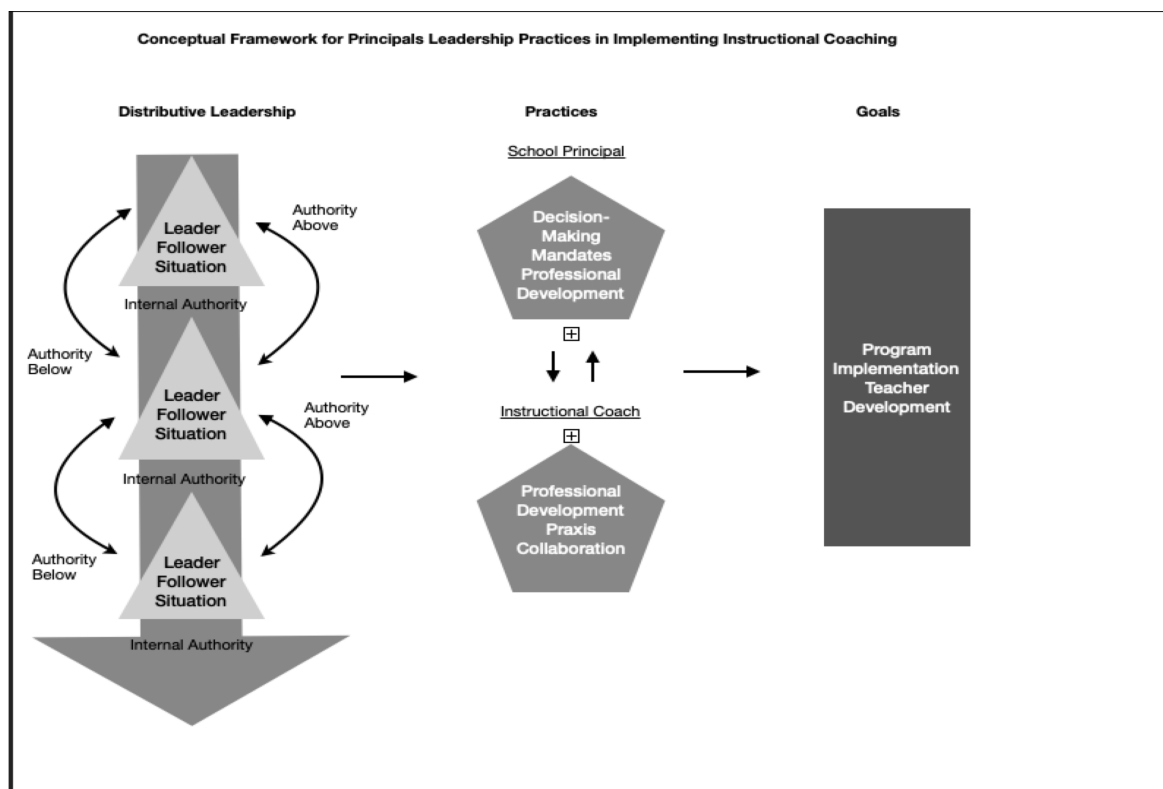 Conceptual Framework for Principals Leadership Practices in Implementing Instructional Coaching
Distributive Leadership
Leader
Follower
Situation
Internal Authority
Authority
Above
Authority
Below
Leader
Follower
Situation
Internal Authority
Authority
Above
Authority
Below
Leader
Follower
Situation
Internal Authority
Practices
School Principal
Decision-
Making
Mandates
Professional
Development
Instructional Coach
Professional
Development
Praxis
Collaboration
Goals
Program
Implementation
Teacher
Development